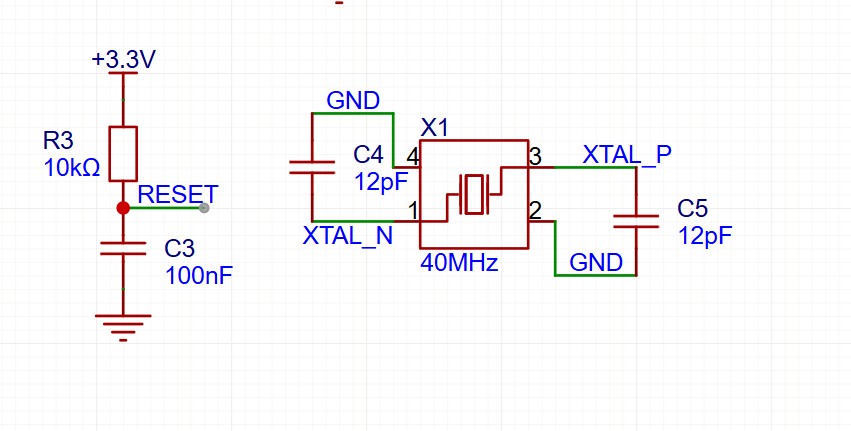 +3.3V
R3
10kΩ
RESET
C3
100nF
GND
C4
12pF
XTAL_N
X1
4
3
1
2
40MHz
XTAL_P
C5
12pF
GND